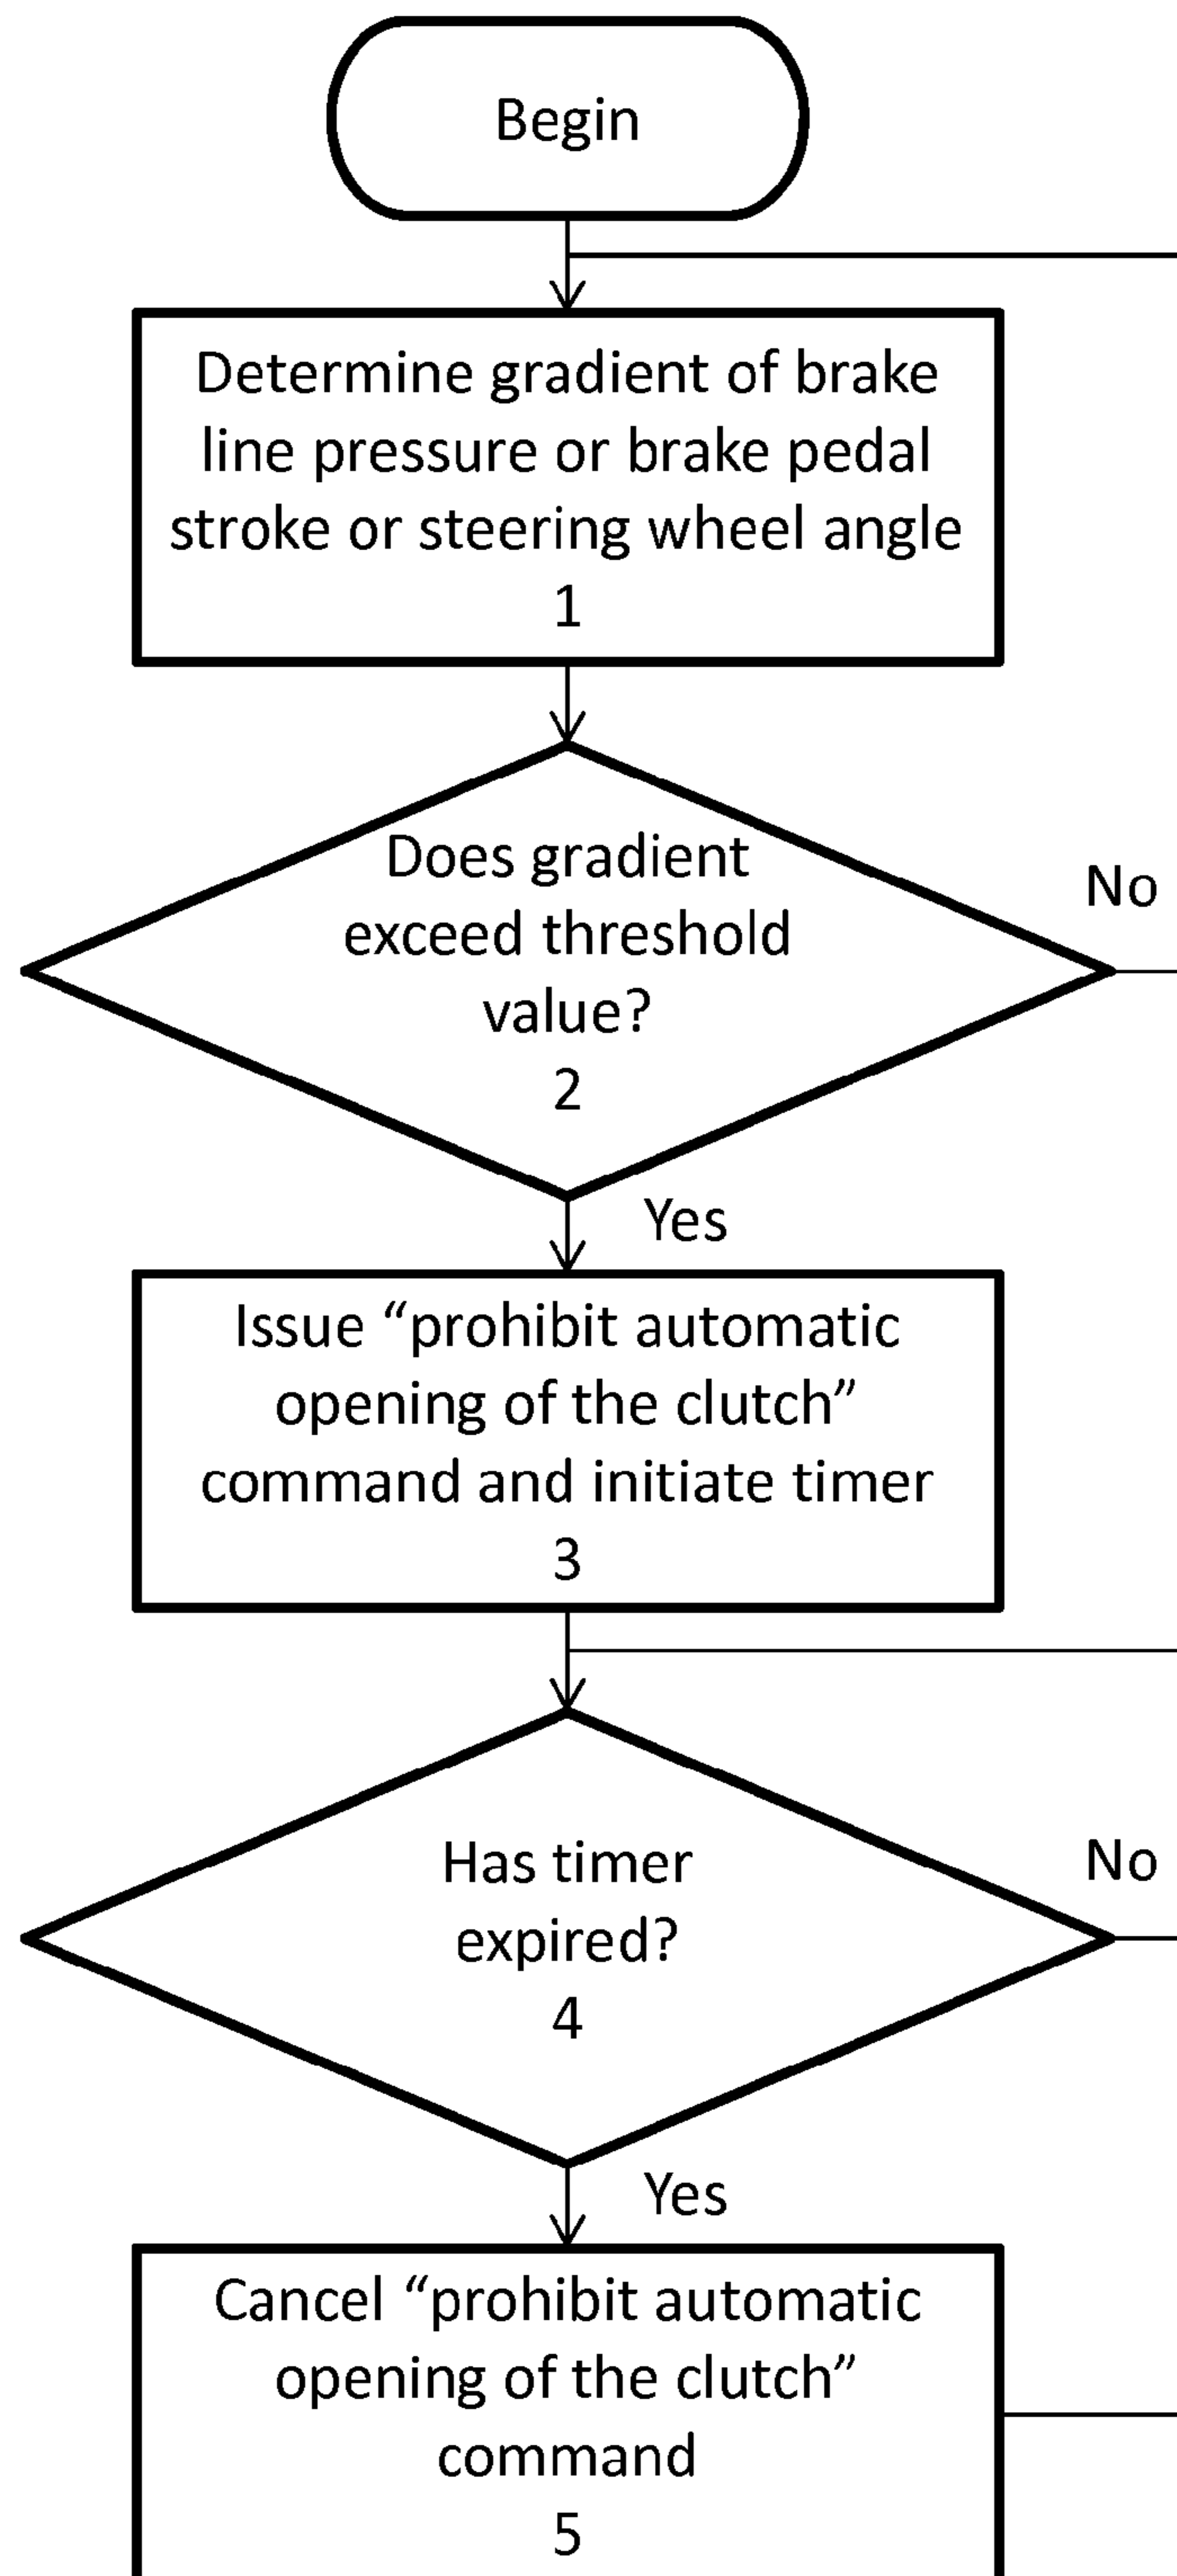 Begin
Determine gradient of brake
line pressure or brake pedal
stroke or steering wheel angle
1
Does gradient
exceed threshold
value?
2
No
Yes
Issue “prohibit automatic
opening of the clutch”
command and initiate timer
3
Has timer
expired?
4
No
Yes
Cancel “prohibit automatic
opening of the clutch”
command
5